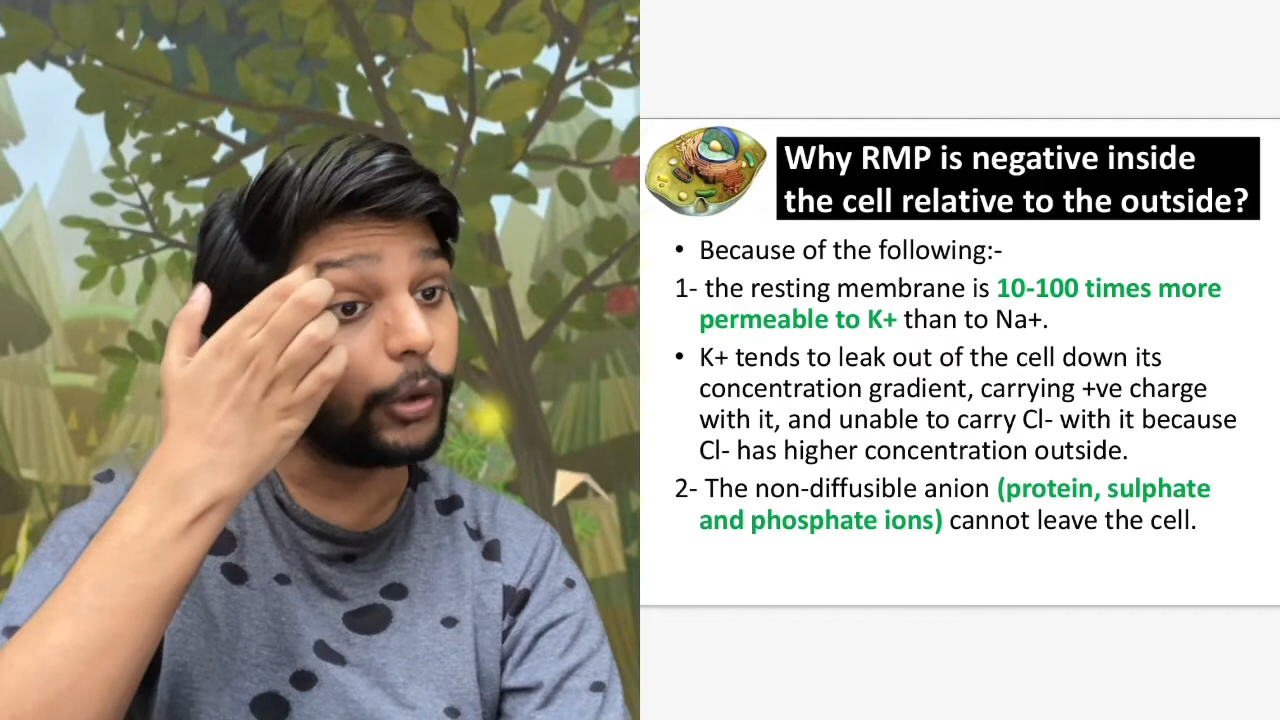 Why RMP is negative inside
the cell relative to the outside?
• Because of the following:-
1- the resting membrane is 10-100 times more
permeable to K+ than to Na+.
• K+ tends to leak out of the cell down its
concentration gradient, carrying +ve charge
with it, and unable to carry Cl- with it because
Cl- has higher concentration outside.
2- The non-diffusible anion (protein, sulphate
and phosphate ions) cannot leave the cell.